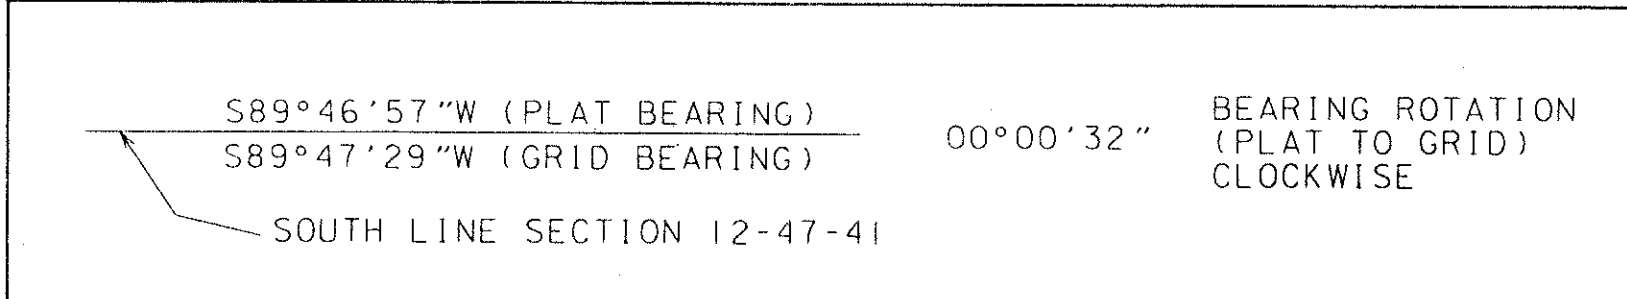 S89°46'57"W (PLAT BEARING)
S89°47'29"W (GRID BEARING)
SOUTH LINE SECTION 12-47-41
00°00'32"
BEARING ROTATION
(PLAT TO GRID)
CLOCKWISE